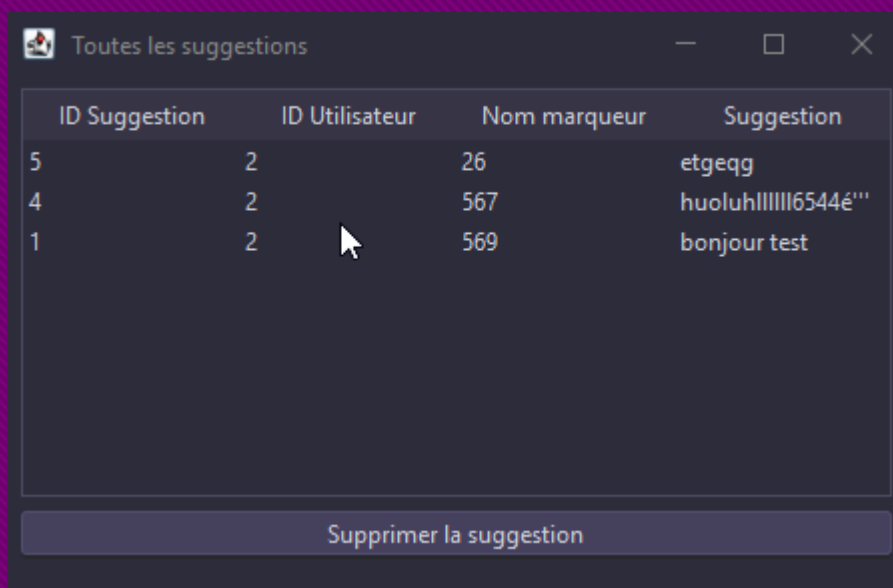 Toutes les suggestions
ID Suggestion ID Utilisateur Nom marqueur Suggestion
5 2 26 etgeqg
4 2 567 huoluhllllll6544é'''
1 2 569 bonjour test
Supprimer la suggestion